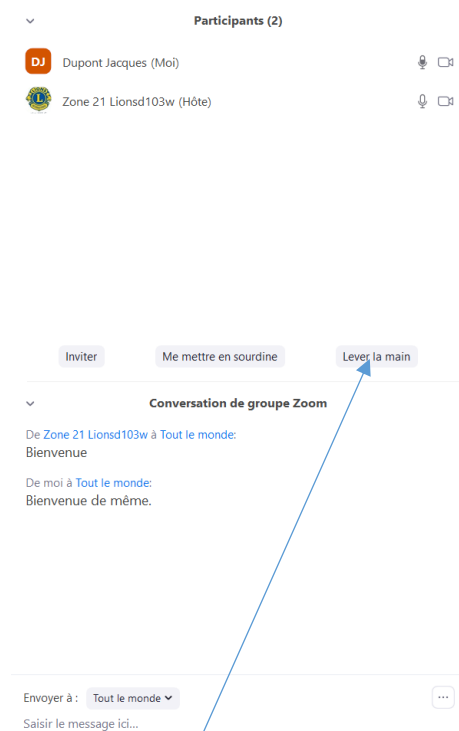 Participants (2)
DJ Dupont Jacques (Moi)
L Zone 21 Lionsd103w (Hôte)
Inviter Me mettre en sourdine Lever la main
Conversation de groupe Zoom
De Zone 21 Lionsd103w à Tout le monde:
Bienvenue
De moi à Tout le monde:
Bienvenue de même.
Envoyer à : Tout le monde
Saisir le message ici...